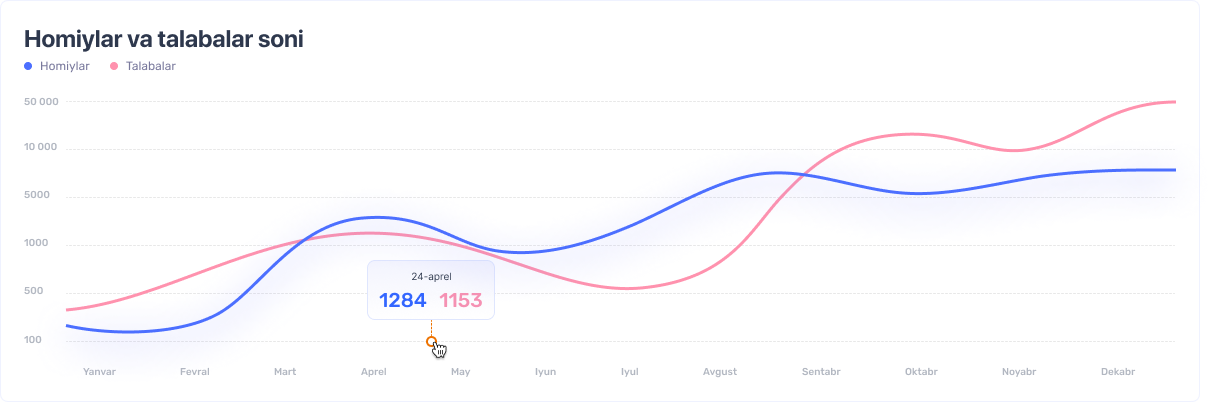 Homiylar va talabalar soni
Homiylar Talabalar
50 000
10 000
5000
1000
500
100
24-aprel
1284 1153
Yanvar Fevral Mart Aprel May Iyun Iyul Avgust Sentabr Oktabr Noyabr Dekabr